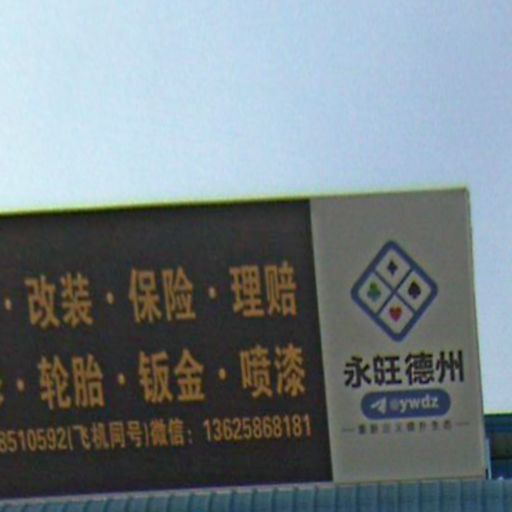 · 改装 · 保险 · 理赔
· 轮胎 · 钣金 · 喷漆
8510592(飞机同号)微信：13625868181
永旺德州
@ywdz